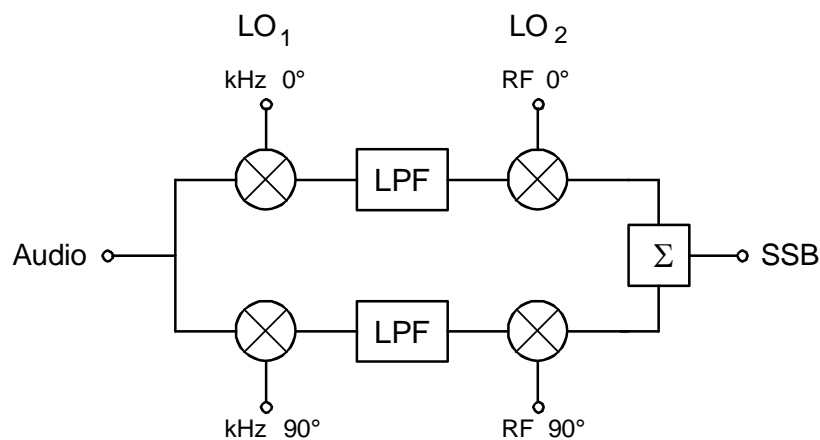 LO1 LO2
kHz 0° RF 0°
LPF
Audio Σ SSB
LPF
kHz 90° RF 90°